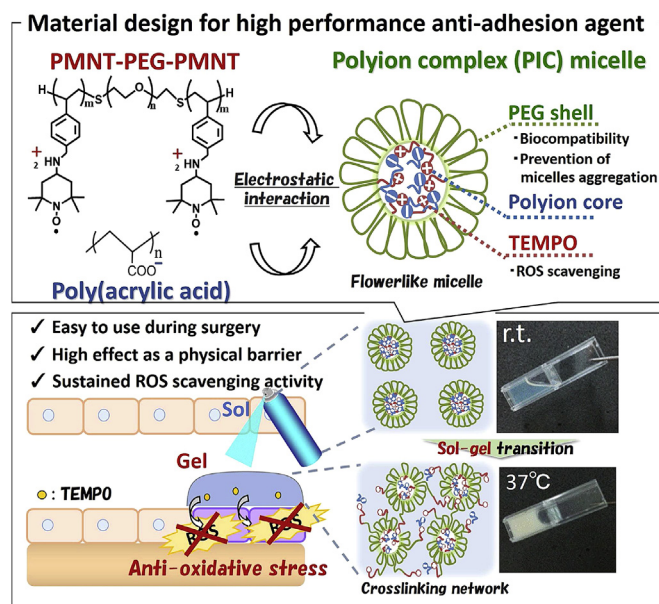 Material design for high performance anti-adhesion agent
PMNT-PEG-PMNT
Polyion complex (PIC) micelle
H
m
S
O
n
S
m
H
+
HN
2
+
HN
2
N
O
•
N
O
•
n
COO
-
Poly(acrylic acid)
Electrostatic
interaction
Flowerlike micelle
PEG shell
・Biocompatibility
・Prevention of
micelles aggregation
Polyion core
TEMPO
・ROS scavenging
✓ Easy to use during surgery
✓ High effect as a physical barrier
✓ Sustained ROS scavenging activity
Sol
Gel
: TEMPO
ROS
ROS
Anti-oxidative stress
r.t.
Sol-gel transition
37℃
Crosslinking network